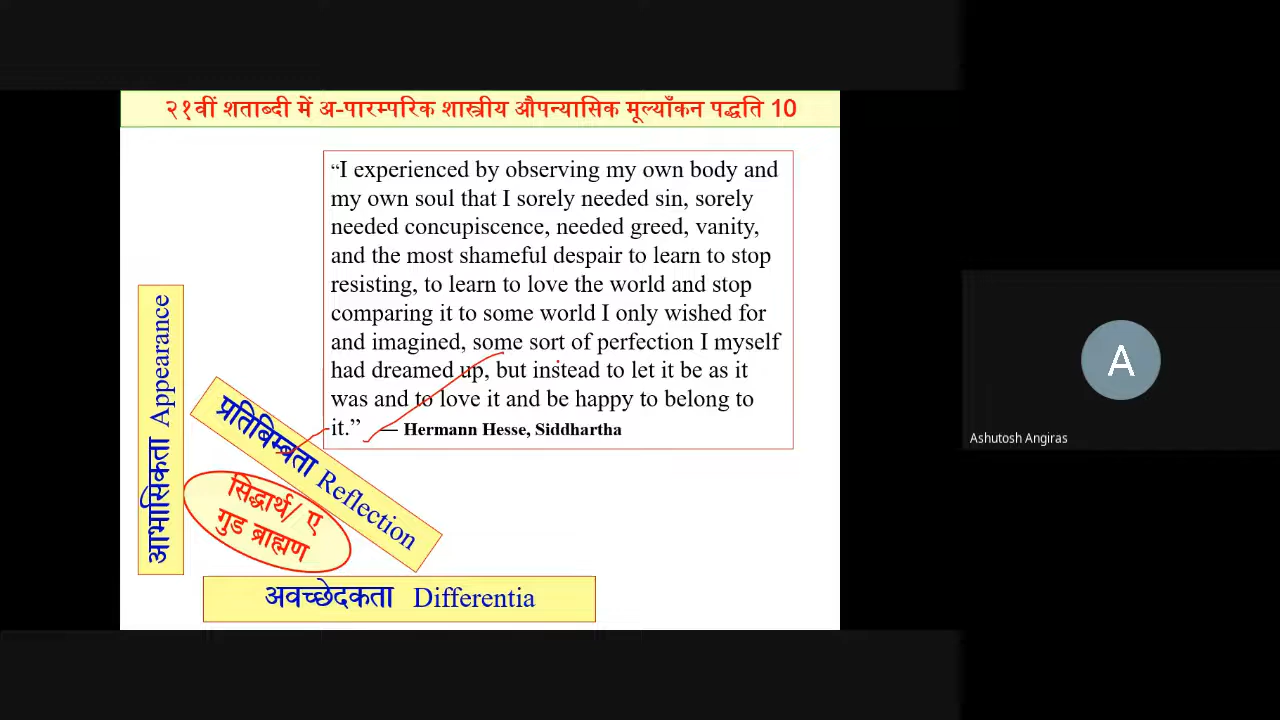 २१वीं शताब्दी में अ-पारम्परिक शास्त्रीय औपन्यासिक मूल्याँकन पद्धति 10
“I experienced by observing my own body and
my own soul that I sorely needed sin, sorely
needed concupiscence, needed greed, vanity,
and the most shameful despair to learn to stop
resisting, to learn to love the world and stop
comparing it to some world I only wished for
and imagined, some sort of perfection I myself
had dreamed up, but instead to let it be as it
was and to love it and be happy to belong to
it.” — Hermann Hesse, Siddhartha
आभासिकता Appearance
प्रतिबिम्बता Reflection
सिद्धार्थ/ ए
गुड ब्राह्मण
अवच्छेदकता Differentia
A
Ashutosh Angiras